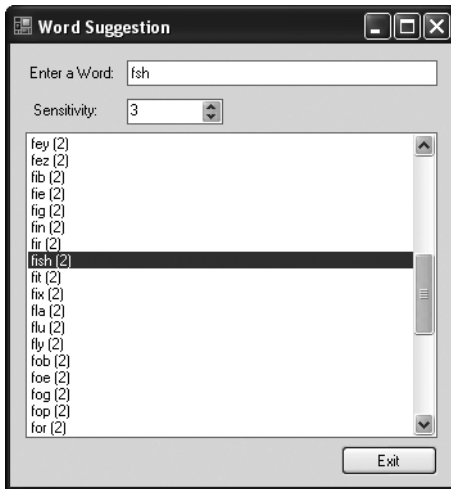 Word Suggestion
Enter a Word: fsh
Sensitivity: 3
fey (2)
fez (2)
fib (2)
fie (2)
fig (2)
fin (2)
fir (2)
fish (2)
fit (2)
fix (2)
fla (2)
flu (2)
fly (2)
fob (2)
foe (2)
fog (2)
fop (2)
for (2)
Exit